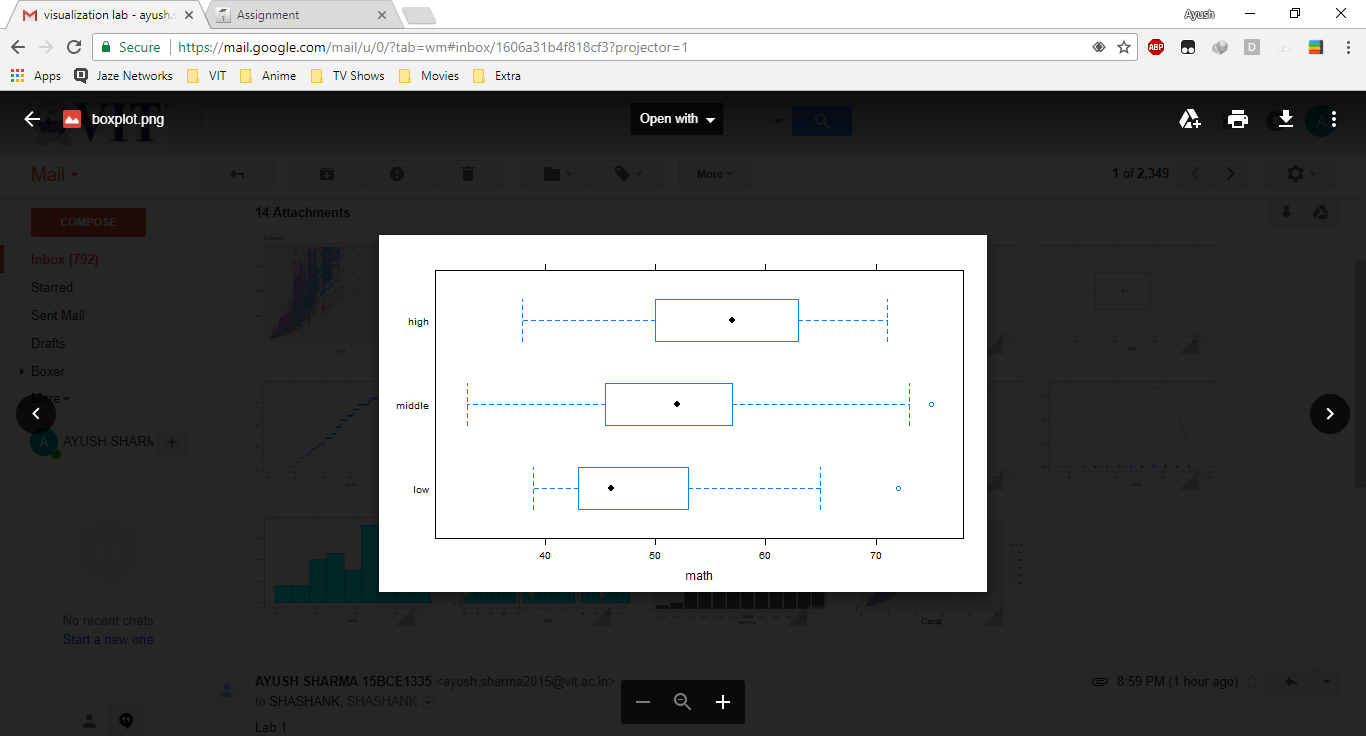 visualization lab - ayush.s
Assignment
Ayush
Secure
https://mail.google.com/mail/u/0/?tab=wm#inbox/1606a31b4f818cf3?projector=1
ABP
D
Apps
Jaze Networks
VIT
Anime
TV Shows
Movies
Extra
VIT
boxplot.png
Open with
A
Mail
More
1 of 2,349
COMPOSE
14 Attachments
Inbox (792)
Starred
Sent Mail
Drafts
Boxer
More
A
AYUSH SHARM
high
middle
low
40 50 60 70
math
Carat
No recent chats
Start a new one
AYUSH SHARMA 15BCE1335 <ayush.sharma2015@vit.ac.in>
8:59 PM (1 hour ago)
to SHASHANK, SHASHANK
Lab 1